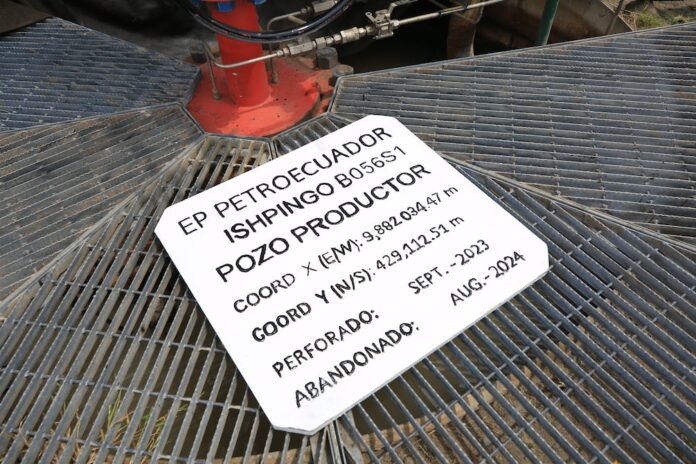 EP PETROECUADOR
ISHPINGO B056S1
POZO PRODUCTOR
COORD X (E/W): 9,882.034.47 m
COORD Y (N/S): 429,112.51 m
PERFORADO: SEPT.-2023
ABANDONADO: AUG.-2024